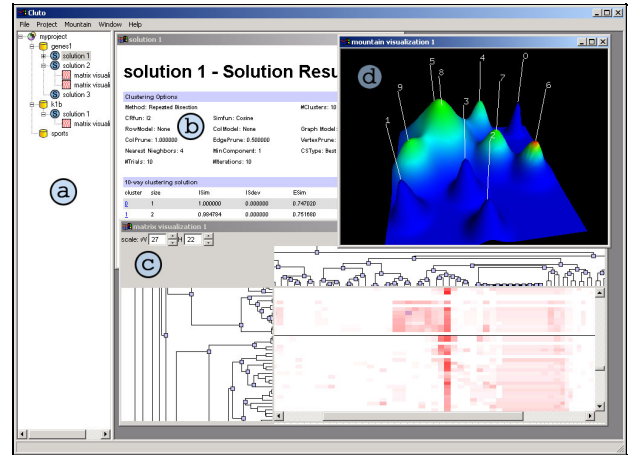 Cluto
File Project Mountain Window Help
myproject
genes1
solution 1
solution 2
matrix visuali
matrix visuali
solution 3
k1b
solution 1
matrix visuali
sports
a
solution 1
solution 1 - Solution Resu
Clustering Options
Method: Repeated Bisection #Clusters: 10
CRfun: I2 Simfun: Cosine
RowModel: None ColModel: None Graph Model:
ColPrune: 1.000000 EdgePrune: 0.500000 VertexPrune:
Nearest Neighbors: 4 MinComponent: 1 CSType: Best
#Trials: 10 #Iterations: 10
b
10-way clustering solution
cluster size ISim ISdev ESim
0 1 1.000000 0.000000 0.747020
1 2 0.984784 0.000000 0.751680
matrix visualization 1
scale: W 27 H 22
c
mountain visualization 1
d
5 8 4 0
9 7 6
1 3 2